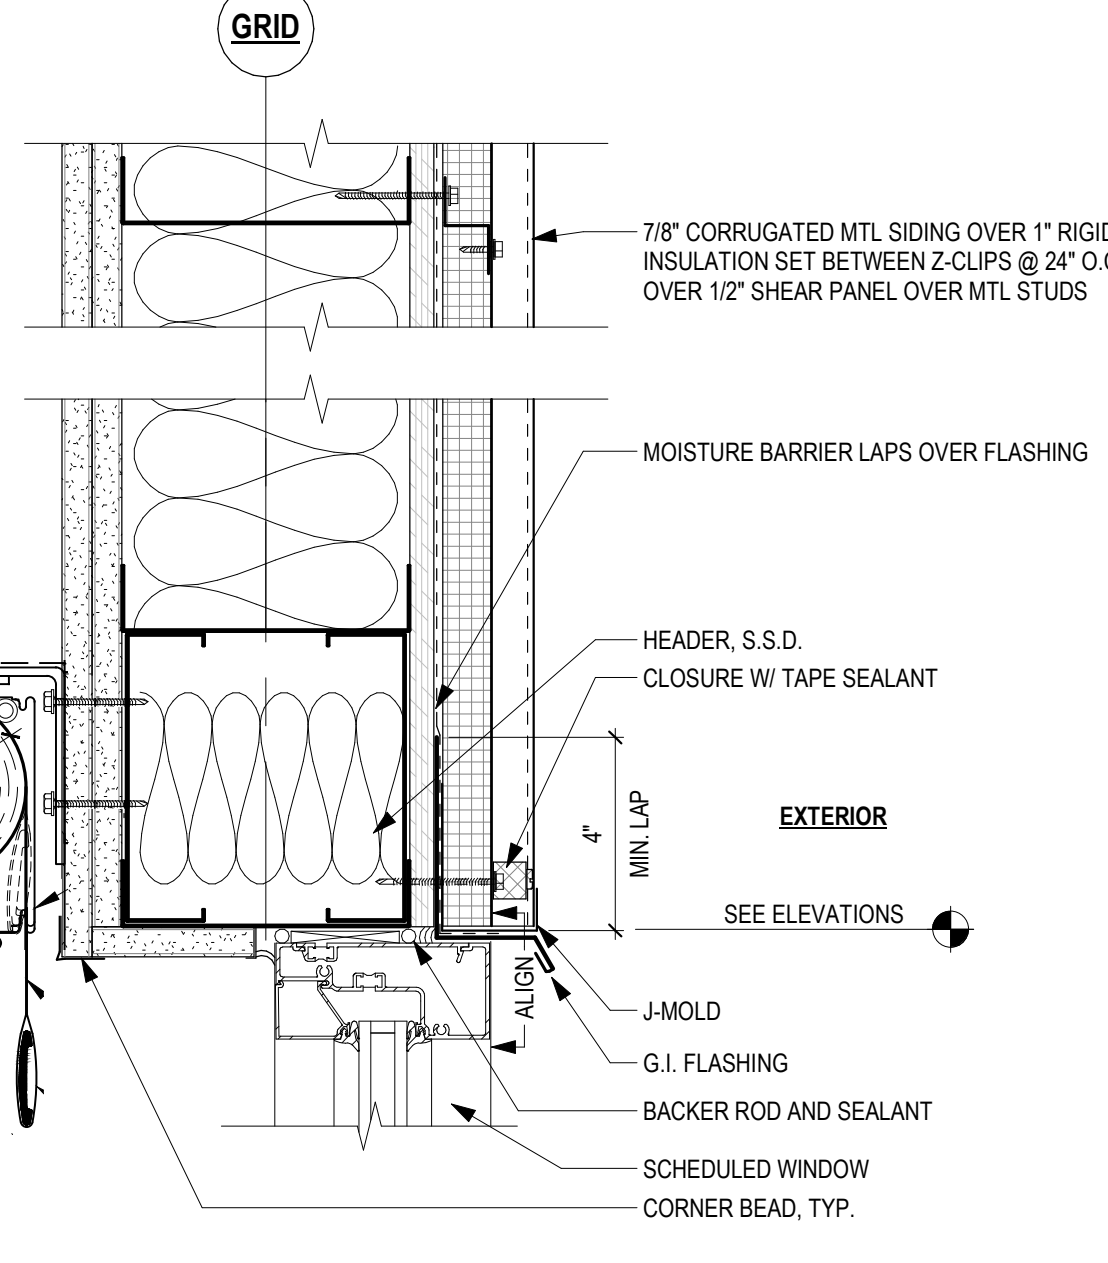 GRID
7/8" CORRUGATED MTL SIDING OVER 1" RIGID
INSULATION SET BETWEEN Z-CLIPS @ 24" O.C
OVER 1/2" SHEAR PANEL OVER MTL STUDS
MOISTURE BARRIER LAPS OVER FLASHING
HEADER, S.S.D.
CLOSURE W/ TAPE SEALANT
4"
MIN. LAP
EXTERIOR
SEE ELEVATIONS
ALIGN
J-MOLD
G.I. FLASHING
BACKER ROD AND SEALANT
SCHEDULED WINDOW
CORNER BEAD, TYP.